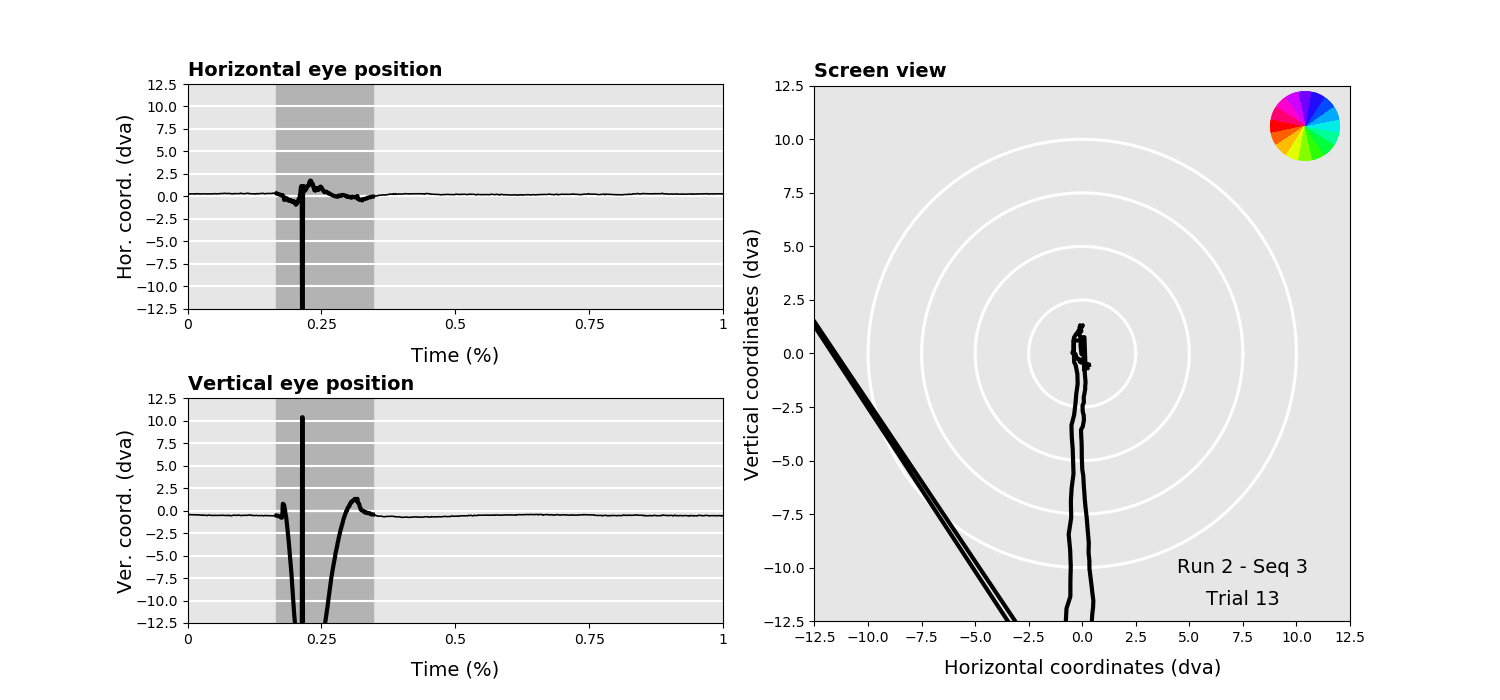 Horizontal eye position
12.5
10.0
7.5
5.0
2.5
0.0
−2.5
−5.0
−7.5
−10.0
−12.5
Hor. coord. (dva)
0 0.25 0.5 0.75 1
Time (%)
Vertical eye position
12.5
10.0
7.5
5.0
2.5
0.0
−2.5
−5.0
−7.5
−10.0
−12.5
Ver. coord. (dva)
0 0.25 0.5 0.75 1
Time (%)
Screen view
12.5
10.0
7.5
5.0
2.5
0.0
−2.5
−5.0
−7.5
−10.0
−12.5
Vertical coordinates (dva)
Run 2 - Seq 3
Trial 13
−12.5 −10.0 −7.5 −5.0 −2.5 0.0 2.5 5.0 7.5 10.0 12.5
Horizontal coordinates (dva)